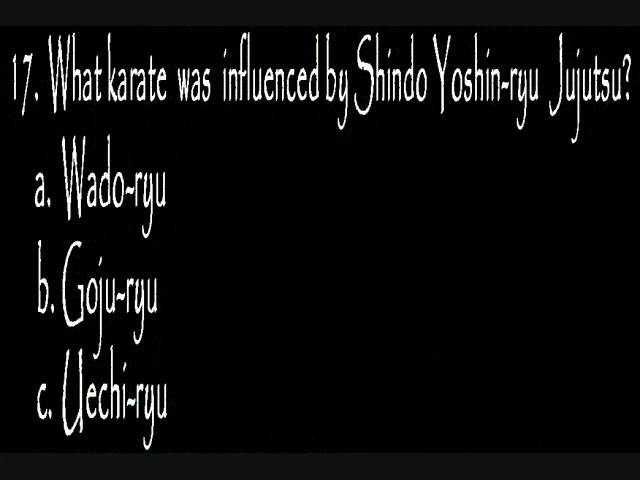 17. What karate was influenced by Shindo Yoshin-ryu Jujutsu?
a. Wado-ryu
b. Goju-ryu
c. Uechi-ryu